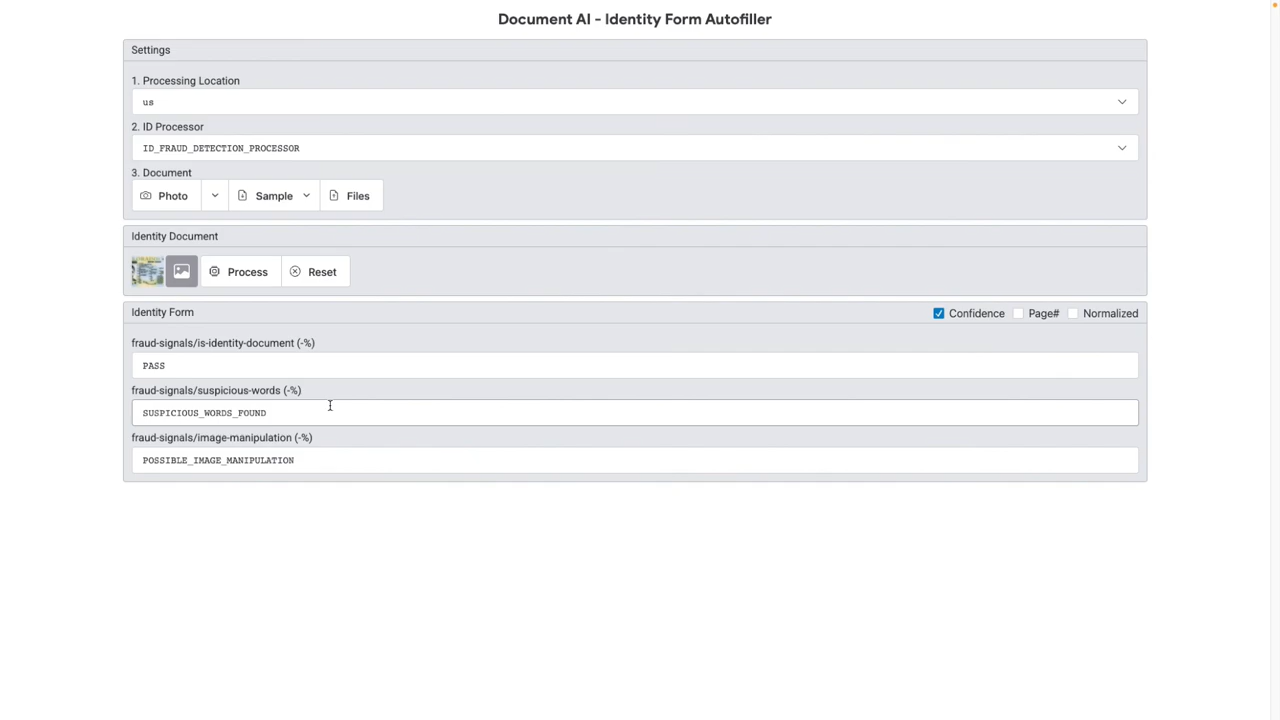 Document AI - Identity Form Autofiller
Settings
1. Processing Location
us
2. ID Processor
ID_FRAUD_DETECTION_PROCESSOR
3. Document
Photo Sample Files
Identity Document
Process Reset
Identity Form Confidence Page# Normalized
fraud-signals/is-identity-document (-%)
PASS
fraud-signals/suspicious-words (-%)
SUSPICIOUS_WORDS_FOUND
fraud-signals/image-manipulation (-%)
POSSIBLE_IMAGE_MANIPULATION